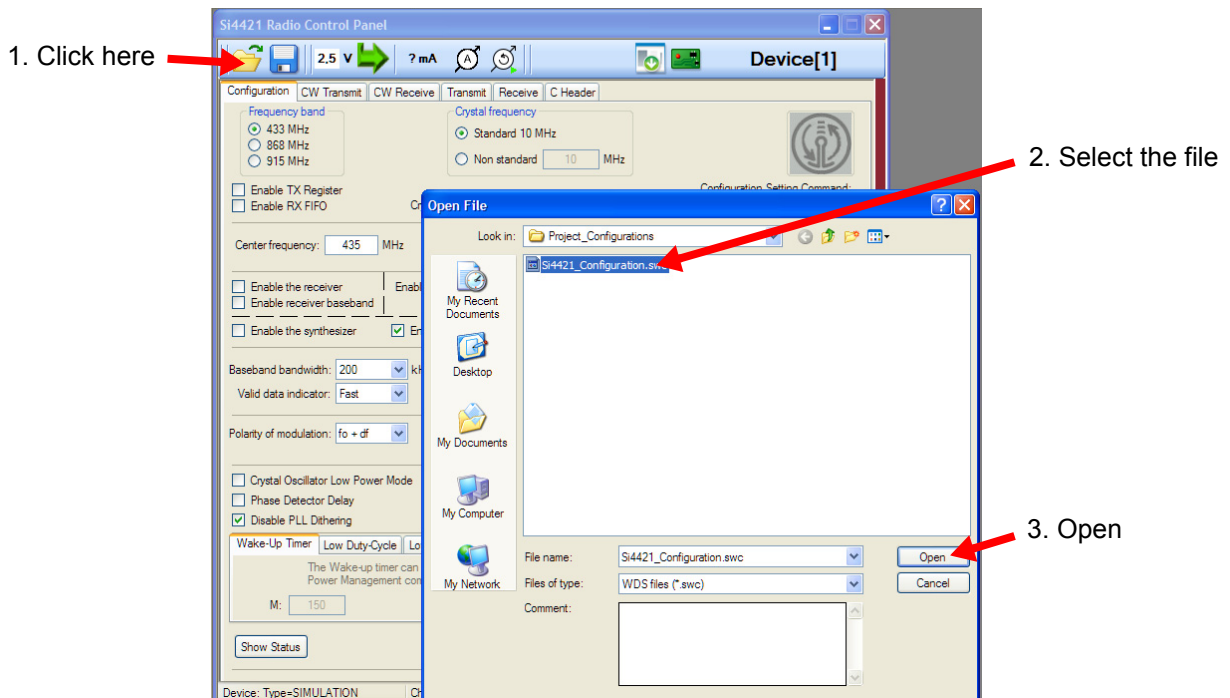 Si4421 Radio Control Panel
1. Click here
2,5 V
? mA
A
Device[1]
Configuration CW Transmit CW Receive Transmit Receive C Header
Frequency band
433 MHz
868 MHz
915 MHz
Crystal frequency
Standard 10 MHz
Non standard 10 MHz
2. Select the file
Enable TX Register
Enable RX FIFO
Configuration Setting Command:
Open File
Look in: Project_Configurations
Center frequency: 435 MHz
Si4421_Configuration.swc
Enable the receiver
Enable receiver baseband
Enable the synthesizer
My Recent
Documents
Desktop
My Documents
My Computer
My Network
Baseband bandwidth: 200
Valid data indicator: Fast
Polarity of modulation: fo + df
Crystal Oscillator Low Power Mode
Phase Detector Delay
Disable PLL Dithering
Wake-Up Timer Low Duty-Cycle Lo
The Wake-up timer can
Power Management com
M: 150
3. Open
File name: Si4421_Configuration.swc Open
Files of type: WDS files (*.swc) Cancel
Comment:
Show Status
Device: Type=SIMULATION